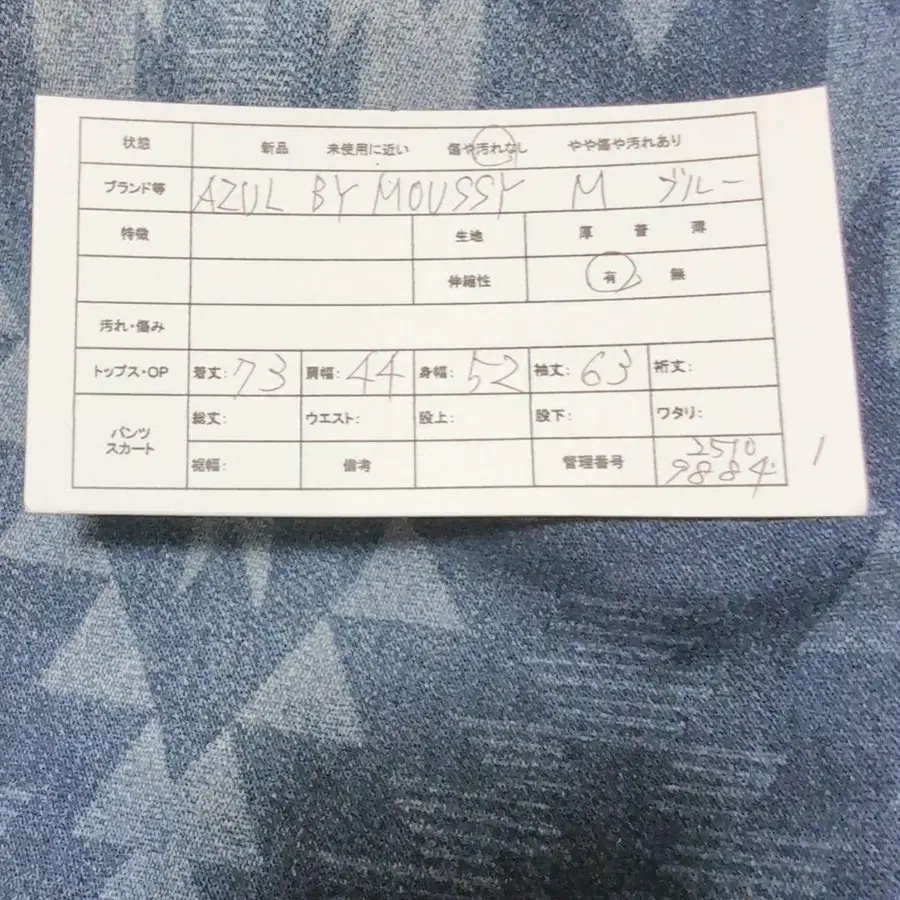 状態 新品 未使用に近い 傷や汚れなし やや傷や汚れあり
ブランド等 AZUL BY MOUSSY M ブルー
特徴 生地 厚 普 薄
伸縮性 有 無
汚れ・傷み
トップス・OP 着丈: 73 肩幅: 44 身幅: 52 袖丈: 63 裄丈:
パンツ スカート 総丈: ウエスト: 股上: 股下: ワタリ:
裾幅: 備考 管理番号 2510
9884 1